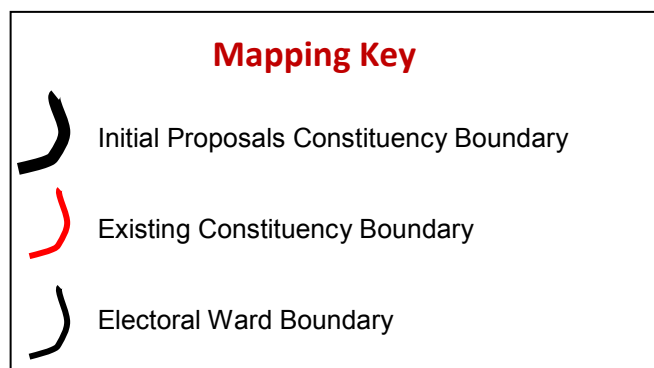 Mapping Key
Initial Proposals Constituency Boundary
Existing Constituency Boundary
Electoral Ward Boundary